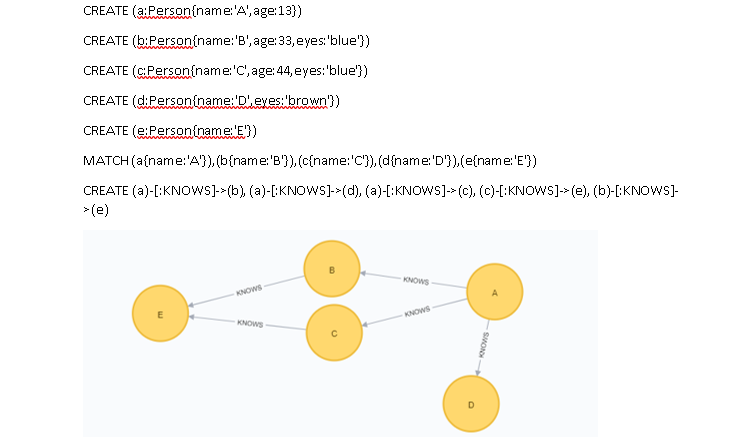 CREATE (a:Person{name:'A',age:13})
CREATE (b:Person{name:'B',age:33,eyes:'blue'})
CREATE (c:Person{name:'C',age:44,eyes:'blue'})
CREATE (d:Person{name:'D',eyes:'brown'})
CREATE (e:Person{name:'E'})
MATCH (a{name:'A'}),(b{name:'B'}),(c{name:'C'}),(d{name:'D'}),(e{name:'E'})
CREATE (a)-[:KNOWS]->(b), (a)-[:KNOWS]->(d), (a)-[:KNOWS]->(c), (c)-[:KNOWS]->(e), (b)-[:KNOWS]-
>(e)
B
KNOWS
KNOWS
A
E
KNOWS
KNOWS
C
KNOWS
D